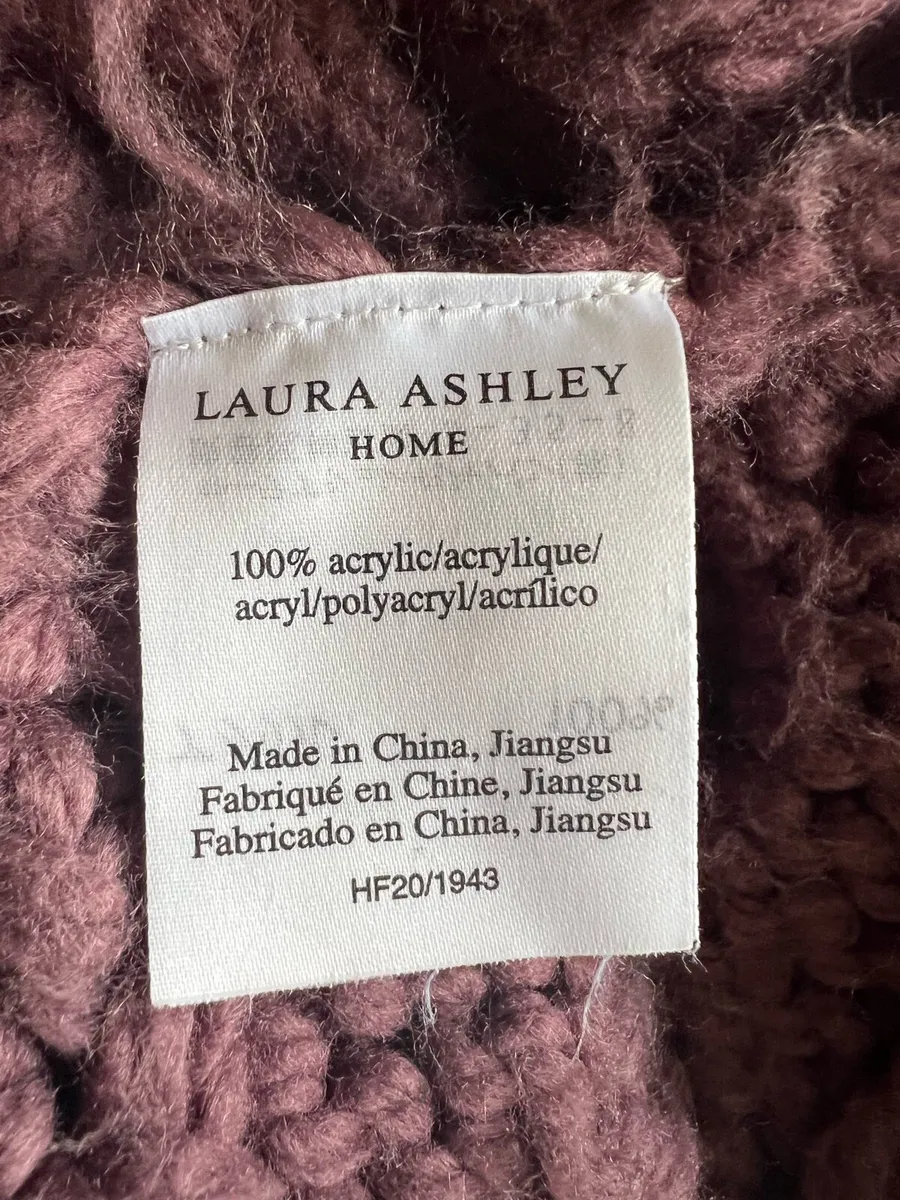 LAURA ASHLEY
HOME
100% acrylic/acrylique/
acryl/polyacryl/acrílico
Made in China, Jiangsu
Fabriqué en Chine, Jiangsu
Fabricado en China, Jiangsu
HF20/1943